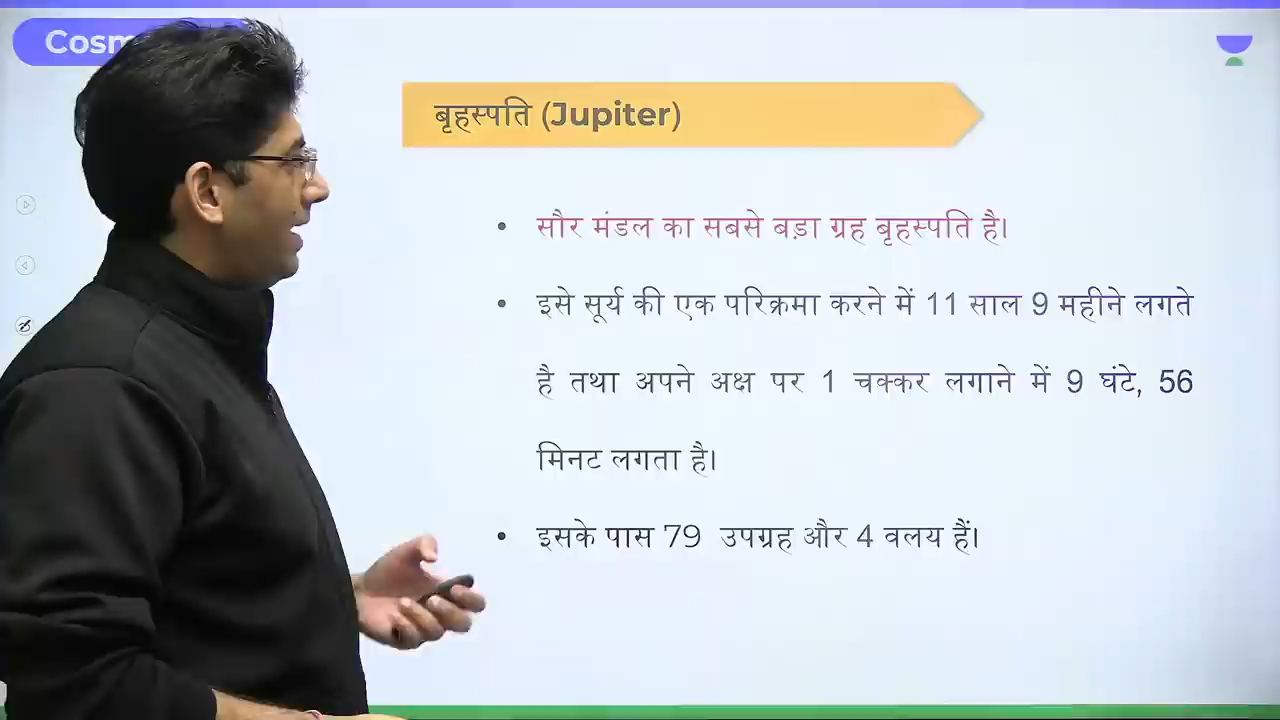 बृहस्पति (Jupiter)
सौर मंडल का सबसे बड़ा ग्रह बृहस्पति है।
इसे सूर्य की एक परिक्रमा करने में 11 साल 9 महीने लगते
है तथा अपने अक्ष पर 1 चक्कर लगाने में 9 घंटे, 56
मिनट लगता है।
इसके पास 79 उपग्रह और 4 वलय हैं।